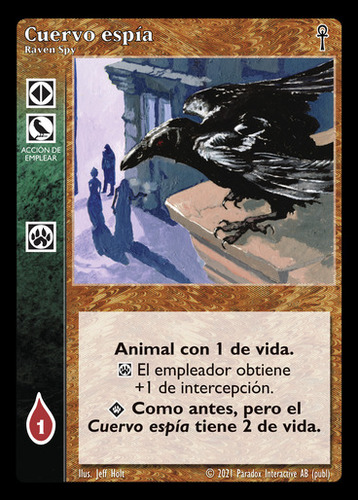 Cuervo espía
Raven Spy
ACCIÓN DE
EMPLEAR
Animal con 1 de vida.
El empleador obtiene
+1 de intercepción.
Como antes, pero el
Cuervo espía tiene 2 de vida.
1
Ilus. Jeff Holt
© 2021 Paradox Interactive AB (publ)